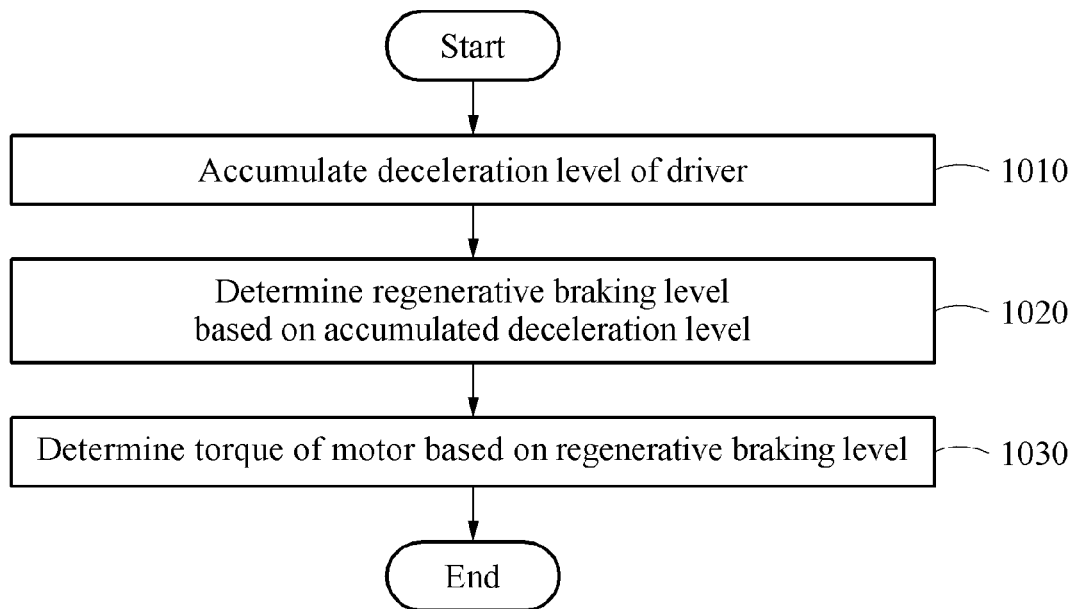 Start
Accumulate deceleration level of driver
1010
Determine regenerative braking level
based on accumulated deceleration level
1020
Determine torque of motor based on regenerative braking level
1030
End